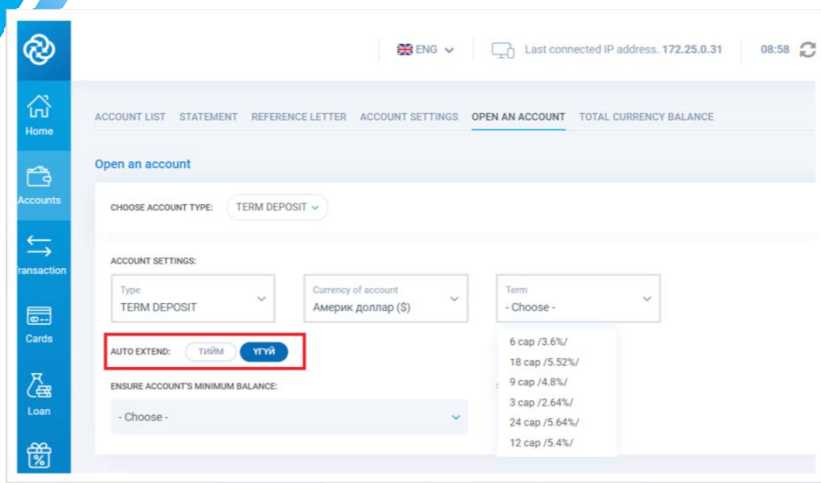 ENG
Last connected IP address. 172.25.0.31
08:58
Home
Accounts
Transaction
Cards
Loan
ACCOUNT LIST STATEMENT REFERENCE LETTER ACCOUNT SETTINGS OPEN AN ACCOUNT TOTAL CURRENCY BALANCE
Open an account
CHOOSE ACCOUNT TYPE: TERM DEPOSIT
ACCOUNT SETTINGS:
Type
TERM DEPOSIT
Currency of account
Америк доллар ($)
Term
- Choose -
6 сар /3.6%/
18 сар /5.52%/
9 сар /4.8%/
3 сар /2.64%/
24 сар /5.64%/
12 сар /5.4%/
AUTO EXTEND: ТИЙМ ҮГҮЙ
ENSURE ACCOUNT'S MINIMUM BALANCE:
- Choose -